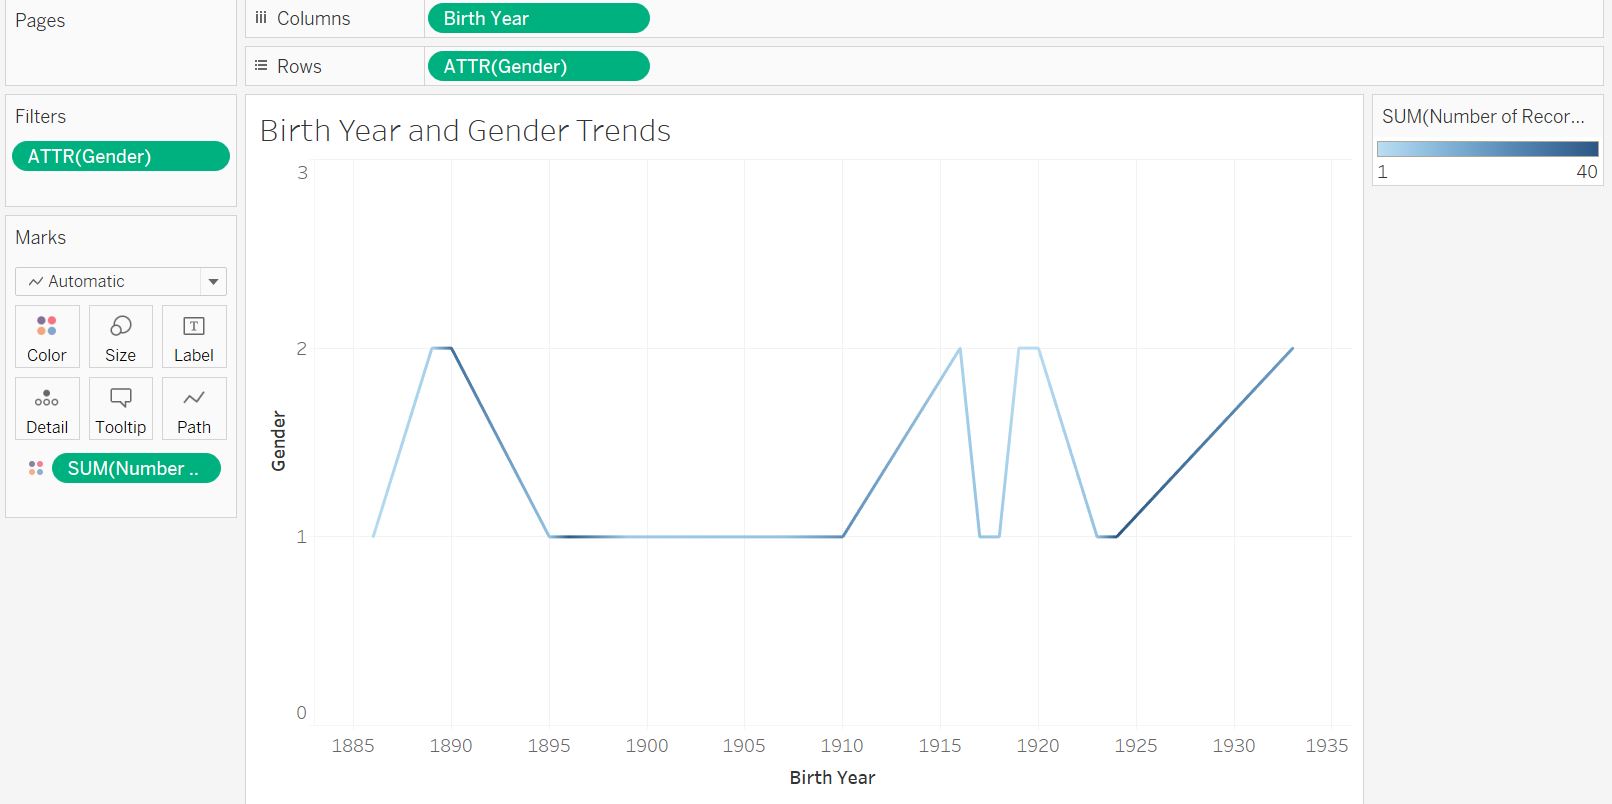 Pages
Columns
Birth Year
Rows
ATTR(Gender)
Filters
ATTR(Gender)
Marks
Automatic
Color
Size
T
Label
Detail
Tooltip
Path
SUM(Number ..
Birth Year and Gender Trends
3
2
1
0
Gender
1885 1890 1895 1900 1905 1910 1915 1920 1925 1930 1935
Birth Year
SUM(Number of Recor...
1 40